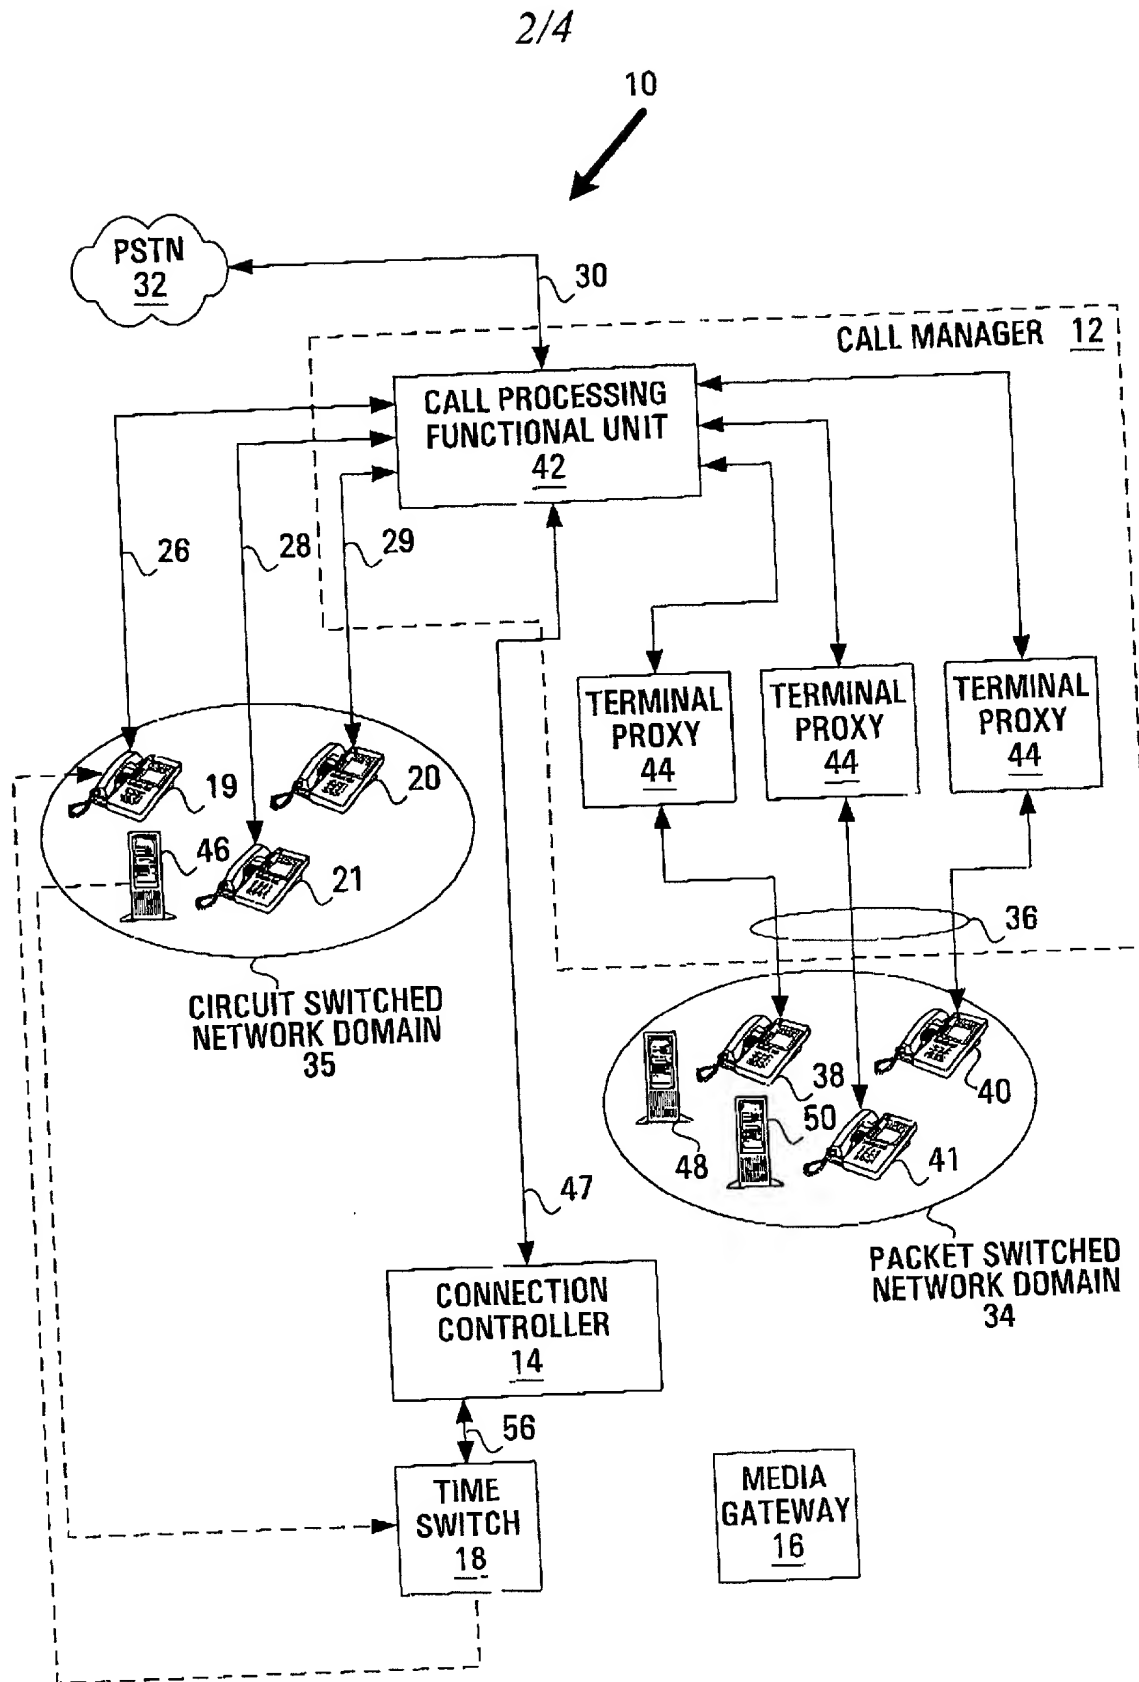 2/4
10
PSTN
32
30
CALL MANAGER 12
CALL PROCESSING
FUNCTIONAL UNIT
42
26
28
29
TERMINAL
PROXY
44
TERMINAL
PROXY
44
TERMINAL
PROXY
44
19
20
46
21
36
CIRCUIT SWITCHED
NETWORK DOMAIN
35
38
40
50
48
41
47
PACKET SWITCHED
NETWORK DOMAIN
34
CONNECTION
CONTROLLER
14
56
TIME
SWITCH
18
MEDIA
GATEWAY
16